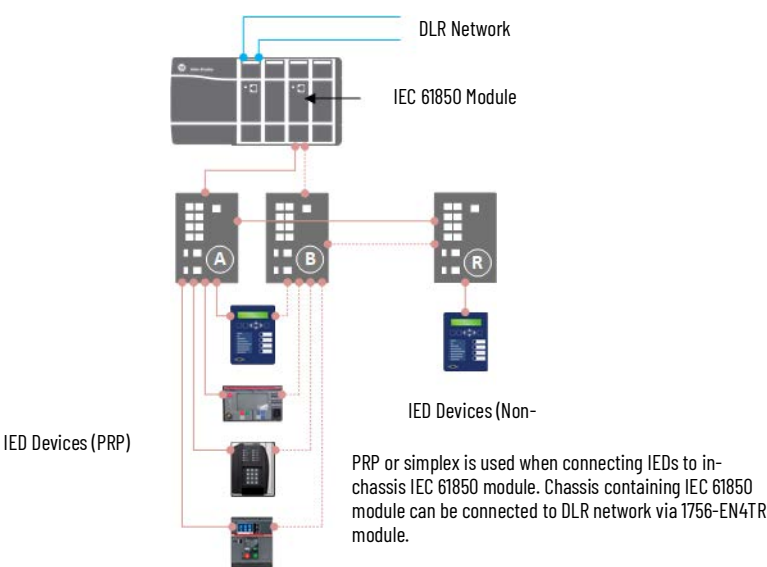 DLR Network
IEC 61850 Module
A
B
R
IED Devices (Non-
IED Devices (PRP)
PRP or simplex is used when connecting IEDs to in-
chassis IEC 61850 module. Chassis containing IEC 61850
module can be connected to DLR network via 1756-EN4TR
module.